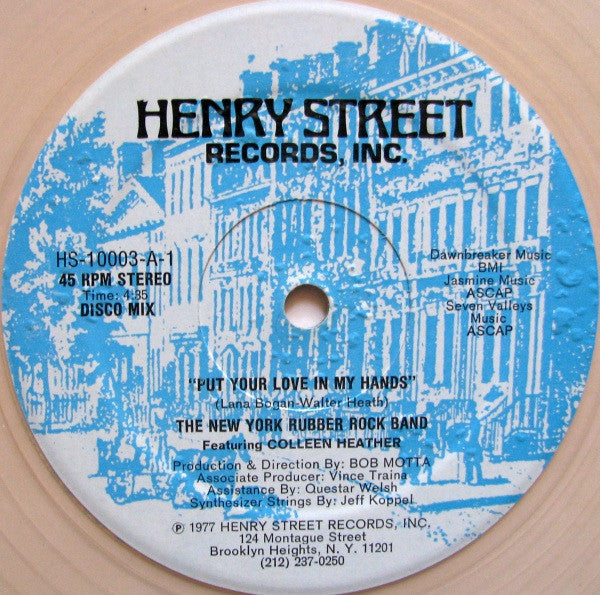 HENRY STREET
RECORDS, INC.
HS-10003-A-1
45 RPM STEREO
Time: 4:35
DISCO MIX
Dawnbreaker Music
BMI
Jasmine Music
ASCAP
Seven Valleys
Music
ASCAP
"PUT YOUR LOVE IN MY HANDS"
(Lana Bogan-Walter Heath)
THE NEW YORK RUBBER ROCK BAND
Featuring COLLEEN HEATHER
Production & Direction By: BOB MOTTA
Associate Producer: Vince Traina
Assistance By: Questar Welsh
Synthesizer Strings By: Jeff Koppel
℗ 1977 HENRY STREET RECORDS, INC.
124 Montague Street
Brooklyn Heights, N. Y. 11201
(212) 237-0250